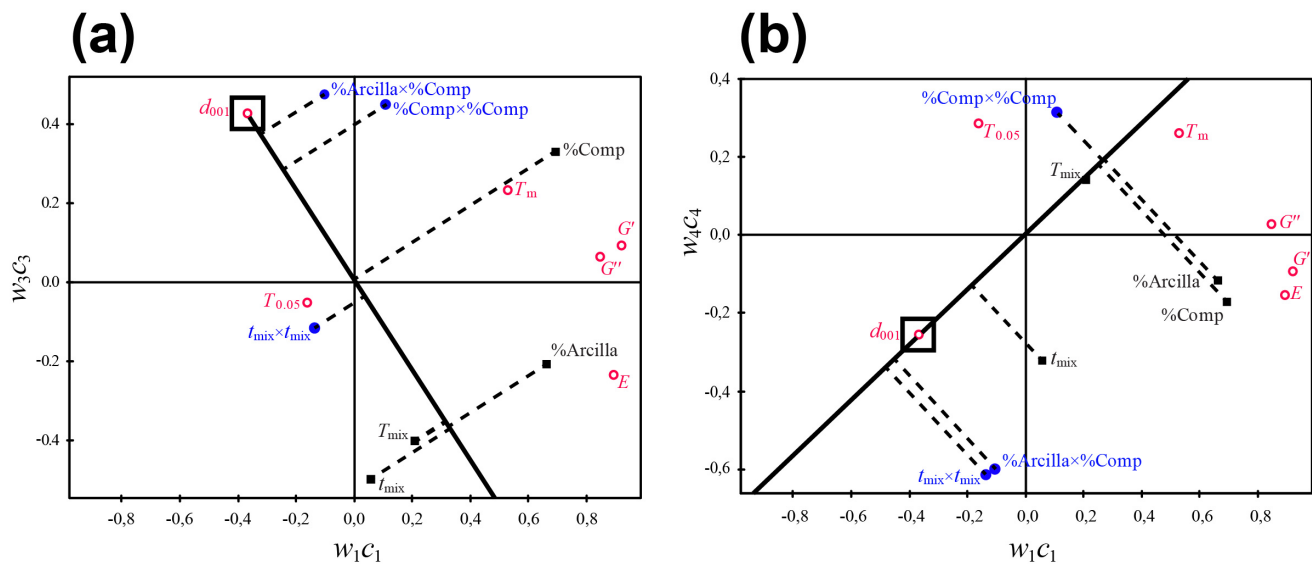 (a)
d001
%Arcilla×%Comp
%Comp×%Comp
%Comp
Tm
G'
G''
T0.05
tmix×tmix
%Arcilla
E
Tmix
tmix
0,4
0,2
0,0
-0,2
-0,4
w3c3
-0,8 -0,6 -0,4 -0,2 0,0 0,2 0,4 0,6 0,8
w1c1
(b)
%Comp×%Comp
T0.05
Tm
Tmix
G''
G'
%Arcilla
E
%Comp
d001
tmix
%Arcilla×%Comp
tmix×tmix
0,4
0,2
0,0
-0,2
-0,4
-0,6
w4c4
-0,8 -0,6 -0,4 -0,2 0,0 0,2 0,4 0,6 0,8
w1c1